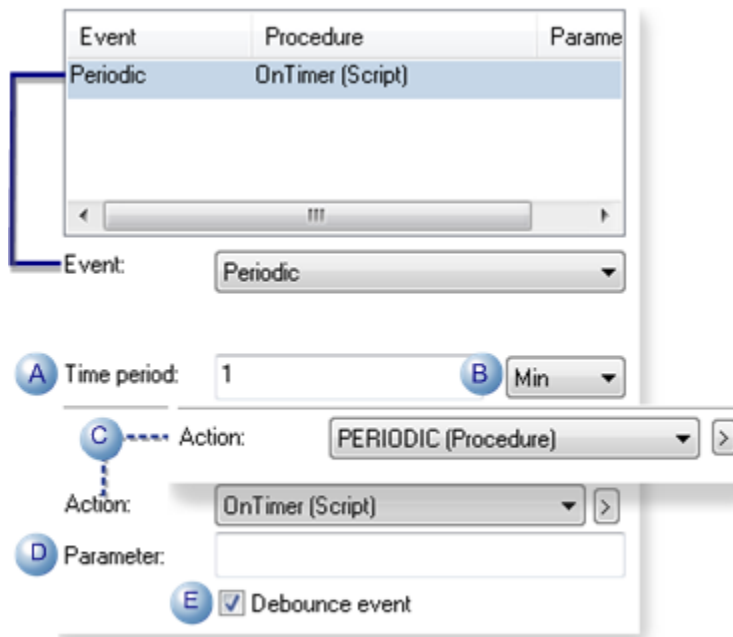 Event Procedure Parame
Periodic OnTimer (Script)
Event: Periodic
A Time period: 1 B Min
C Action: PERIODIC (Procedure) >
Action: OnTimer (Script) >
D Parameter:
E Debounce event